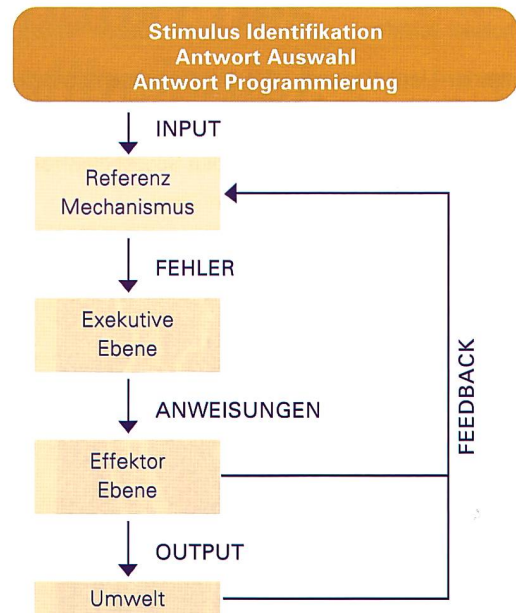 Stimulus Identifikation
Antwort Auswahl
Antwort Programmierung
INPUT
Referenz
Mechanismus
FEHLER
Exekutive
Ebene
ANWEISUNGEN
FEEDBACK
Effektor
Ebene
OUTPUT
Umwelt